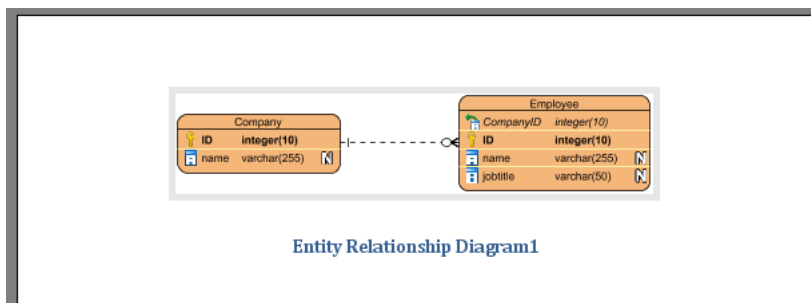 Company
ID integer(10)
name varchar(255) N
Employee
CompanyID integer(10)
ID integer(10)
name varchar(255) N
jobtitle varchar(50) N
Entity Relationship Diagram1